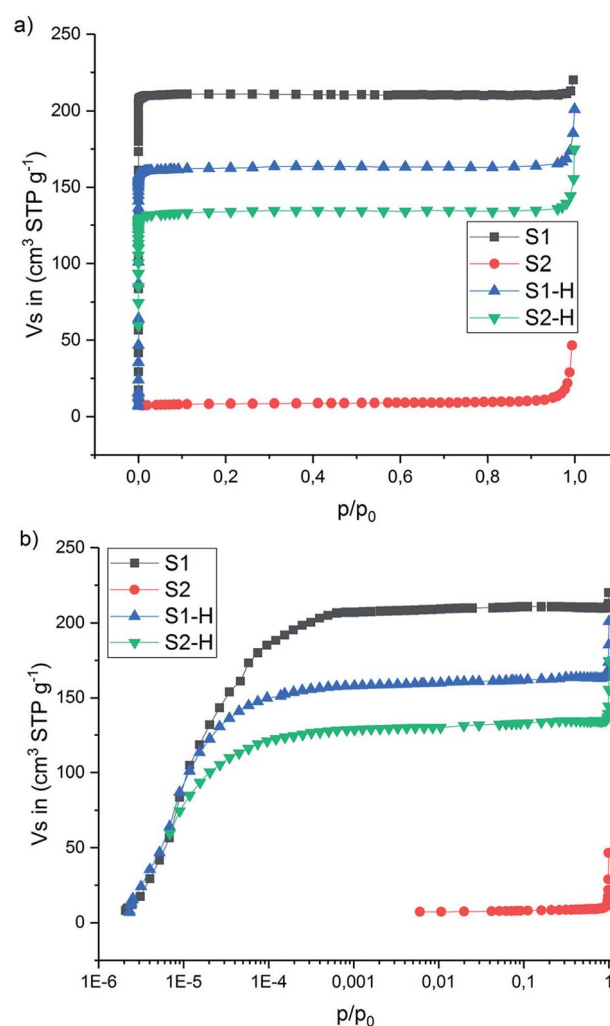 a)
250
200
150
100
50
0
Vs in (cm³ STP g⁻¹)
S1
S2
S1-H
S2-H
0,0 0,2 0,4 0,6 0,8 1,0
p/p₀
b)
250
200
150
100
50
0
Vs in (cm³ STP g⁻¹)
S1
S2
S1-H
S2-H
1E-6 1E-5 1E-4 0,001 0,01 0,1 1
p/p₀